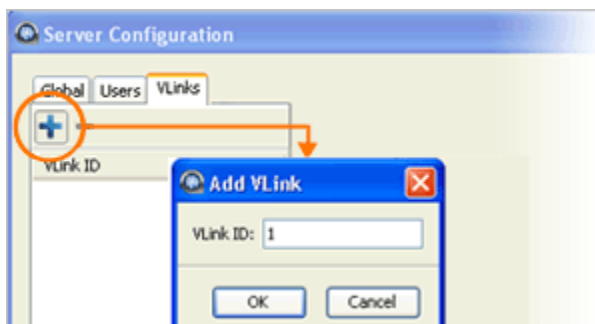 Server Configuration
Global Users VLinks
VLink ID
Add VLink
VLink ID: 1
OK Cancel